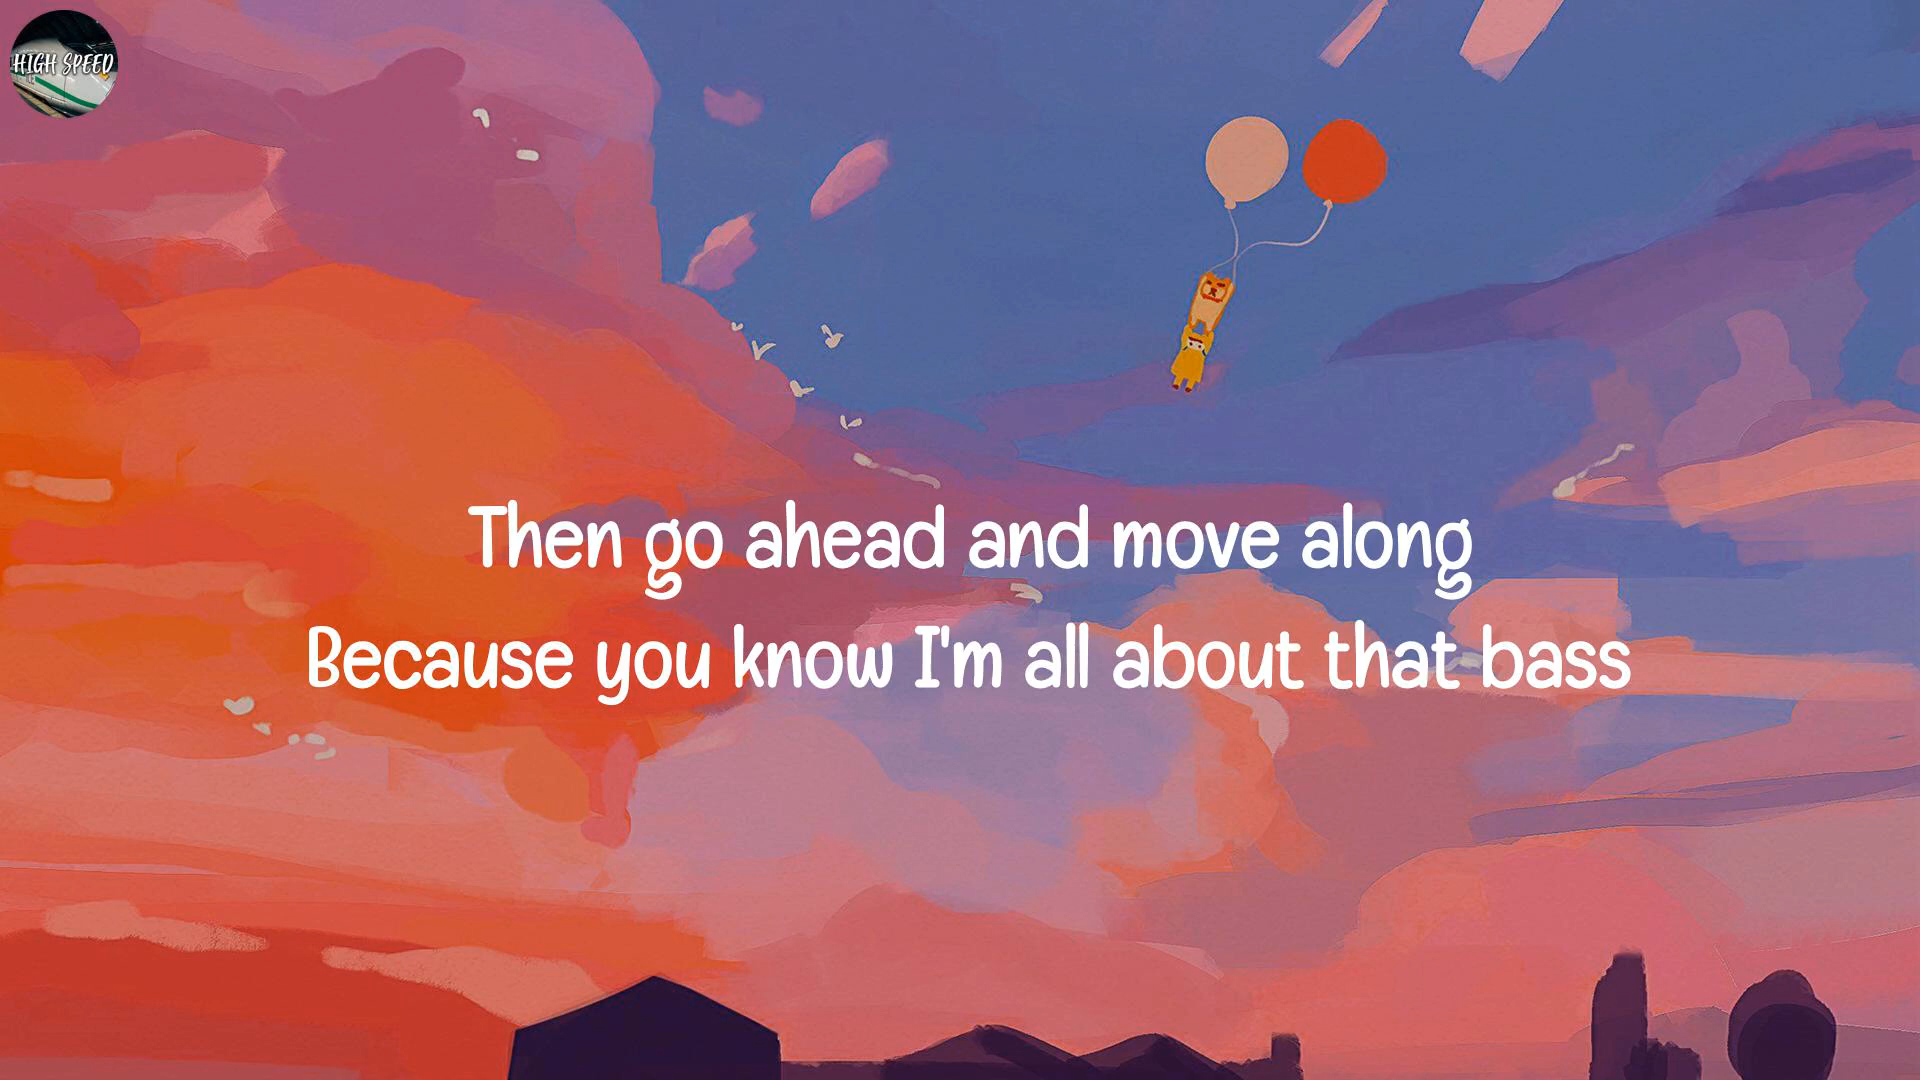 HIGH SPEED
Then go ahead and move along
Because you know I'm all about that bass